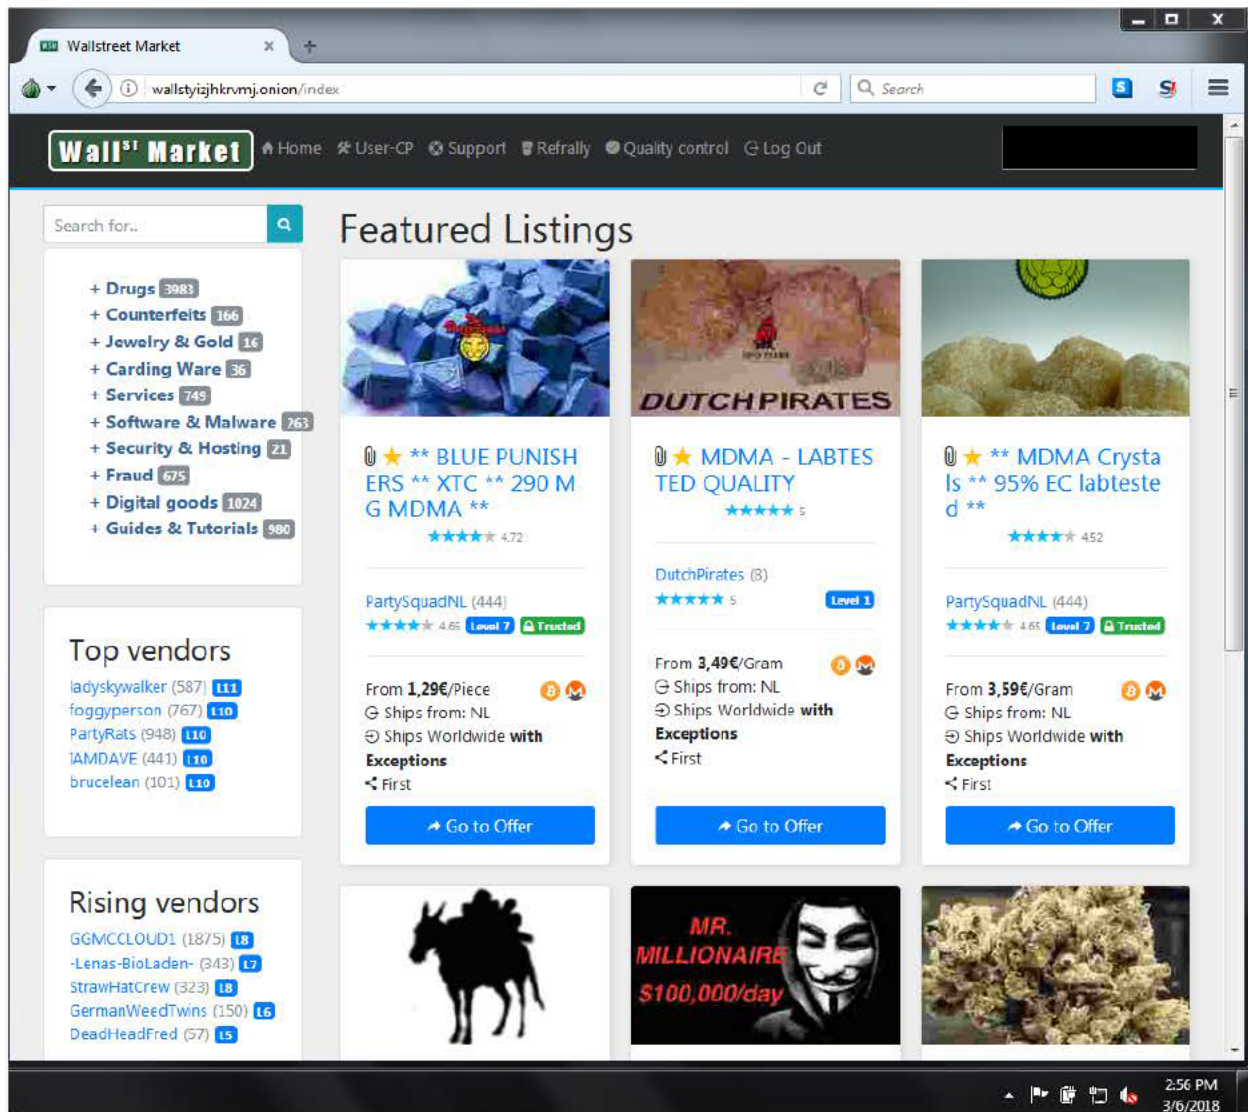 Wallstreet Market
wallstyizjhkrvmj.onion/index
Search
Wall ST Market
Home
User-CP
Support
Refrally
Quality control
Log Out
Search for..
+ Drugs 3983
+ Counterfeits 166
+ Jewelry & Gold 16
+ Carding Ware 36
+ Services 749
+ Software & Malware 763
+ Security & Hosting 21
+ Fraud 675
+ Digital goods 1024
+ Guides & Tutorials 980
Top vendors
ladyskywalker (587) L11
foggyperson (767) L10
PartyRats (948) L10
IAMDAVE (441) L10
brucelean (101) L10
Rising vendors
GGMCCLOUD1 (1875) L8
-Lenas-BioLaden- (343) L7
StrawHatCrew (323) L8
GermanWeedTwins (150) L6
DeadHeadFred (57) L5
Featured Listings
** BLUE PUNISH
ERS ** XTC ** 290 M
G MDMA **
4.72
PartySquadNL (444)
4.65 Level 7 Trusted
From 1,29€/Piece
Ships from: NL
Ships Worldwide with
Exceptions
First
Go to Offer
DUTCHPIRATES
MDMA - LABTES
TED QUALITY
5
DutchPirates (8)
5 Level 1
From 3,49€/Gram
Ships from: NL
Ships Worldwide with
Exceptions
First
Go to Offer
** MDMA Crysta
ls ** 95% EC labteste
d **
4.52
PartySquadNL (444)
4.65 Level 7 Trusted
From 3,59€/Gram
Ships from: NL
Ships Worldwide with
Exceptions
First
Go to Offer
MR.
MILLIONAIRE
$100,000/day
2:56 PM
3/6/2018